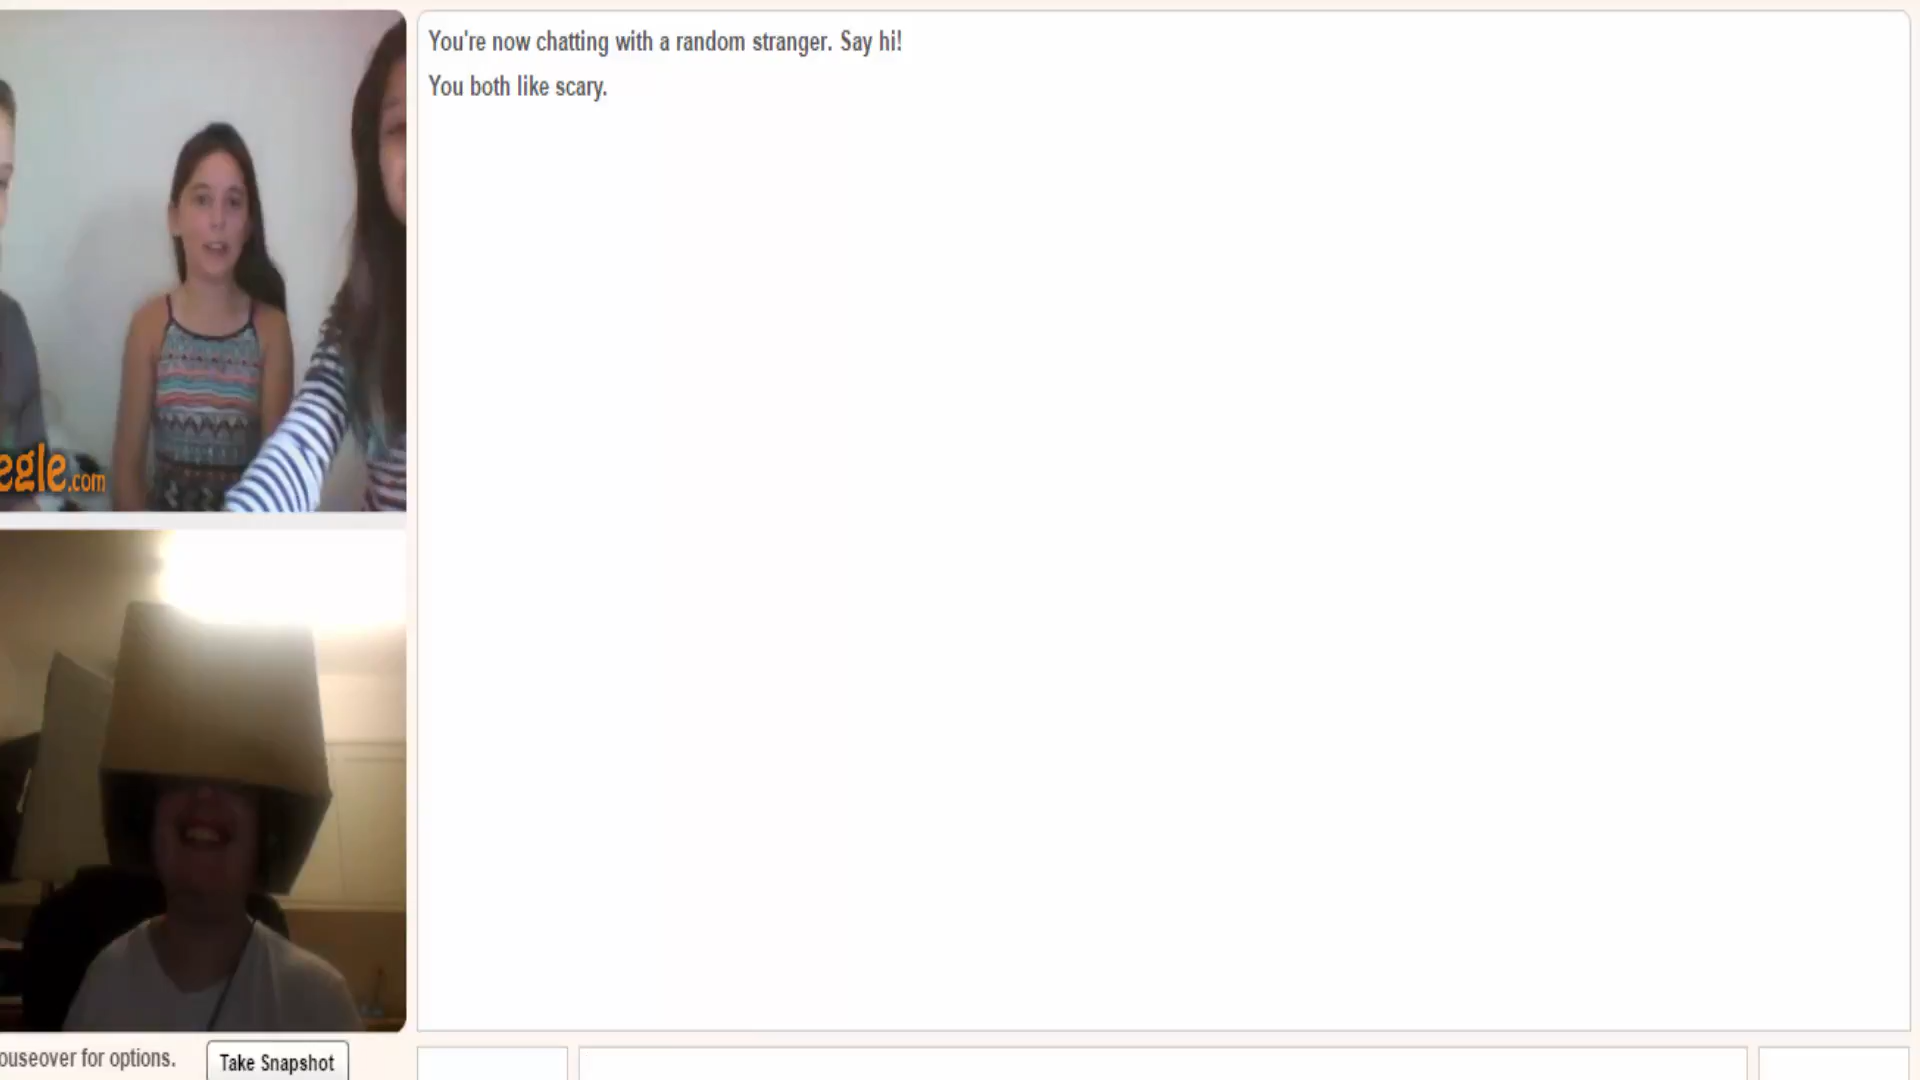 You're now chatting with a random stranger. Say hi!
You both like scary.
egle.com
ouseover for options.
Take Snapshot